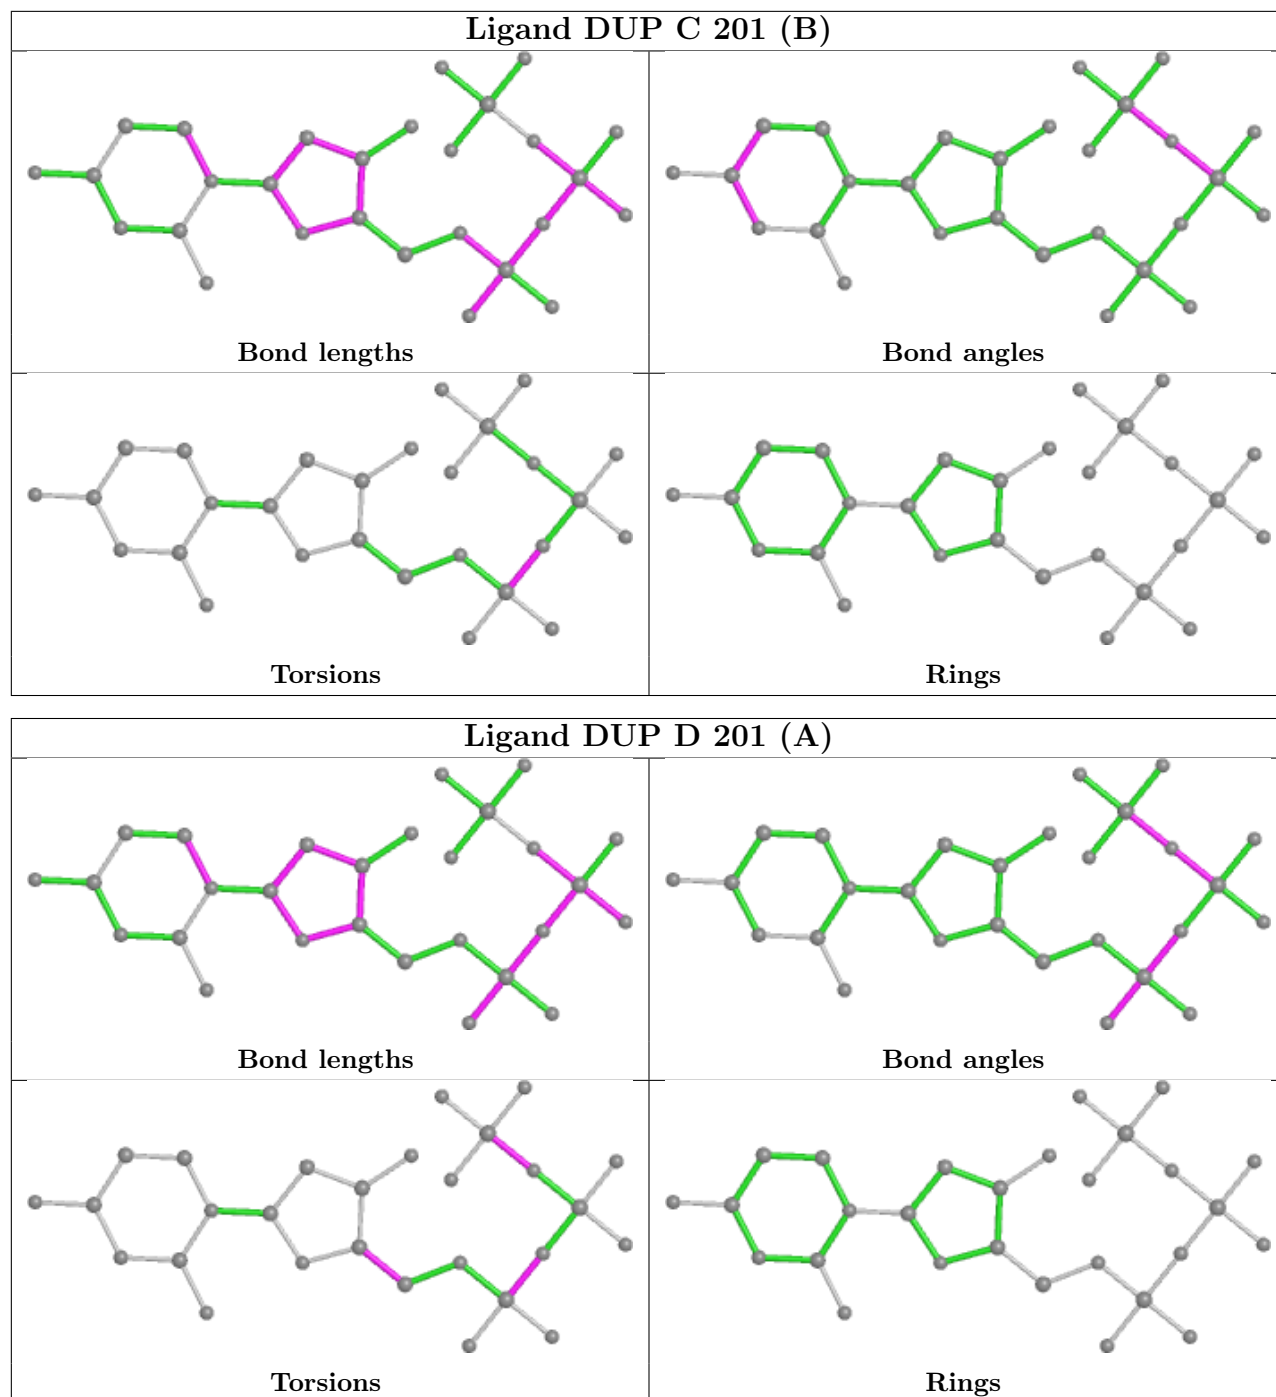 Ligand DUP C 201 (B)
Bond lengths
Bond angles
Torsions
Rings
Ligand DUP D 201 (A)
Bond lengths
Bond angles
Torsions
Rings